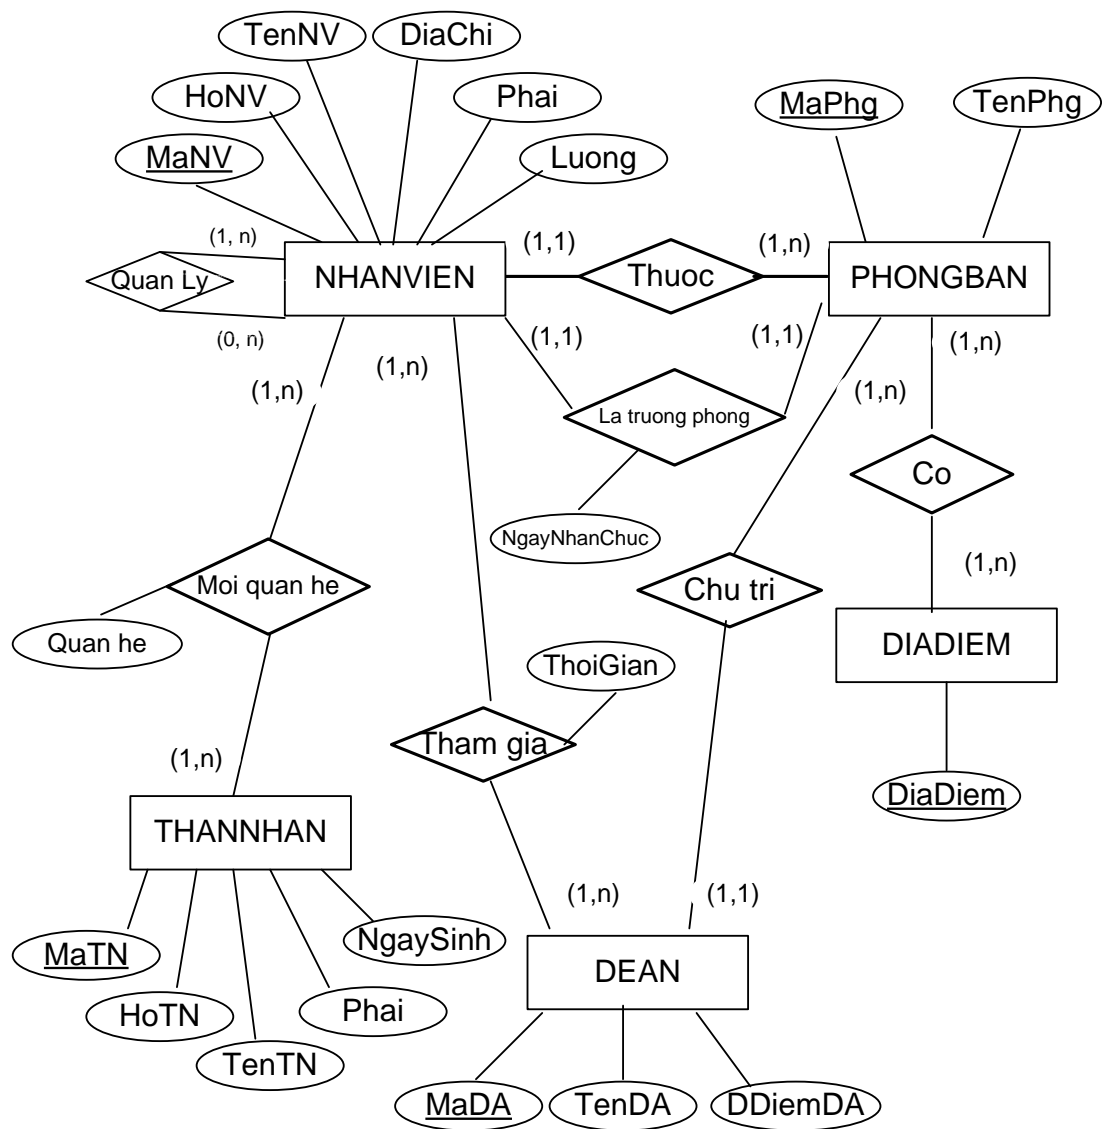 TenNV
DiaChi
HoNV
Phai
MaPhg
TenPhg
MaNV
Luong
(1, n)
(1,1)
(1,n)
Quan Ly
NHANVIEN
Thuoc
PHONGBAN
(0, n)
(1,1)
(1,1)
(1,n)
(1,n)
(1,n)
(1,n)
La truong phong
Co
NgayNhanChuc
Moi quan he
Chu tri
(1,n)
Quan he
ThoiGian
DIADIEM
Tham gia
(1,n)
DiaDiem
THANNHAN
(1,n)
(1,1)
MaTN
NgaySinh
DEAN
HoTN
Phai
TenTN
MaDA
TenDA
DDiemDA